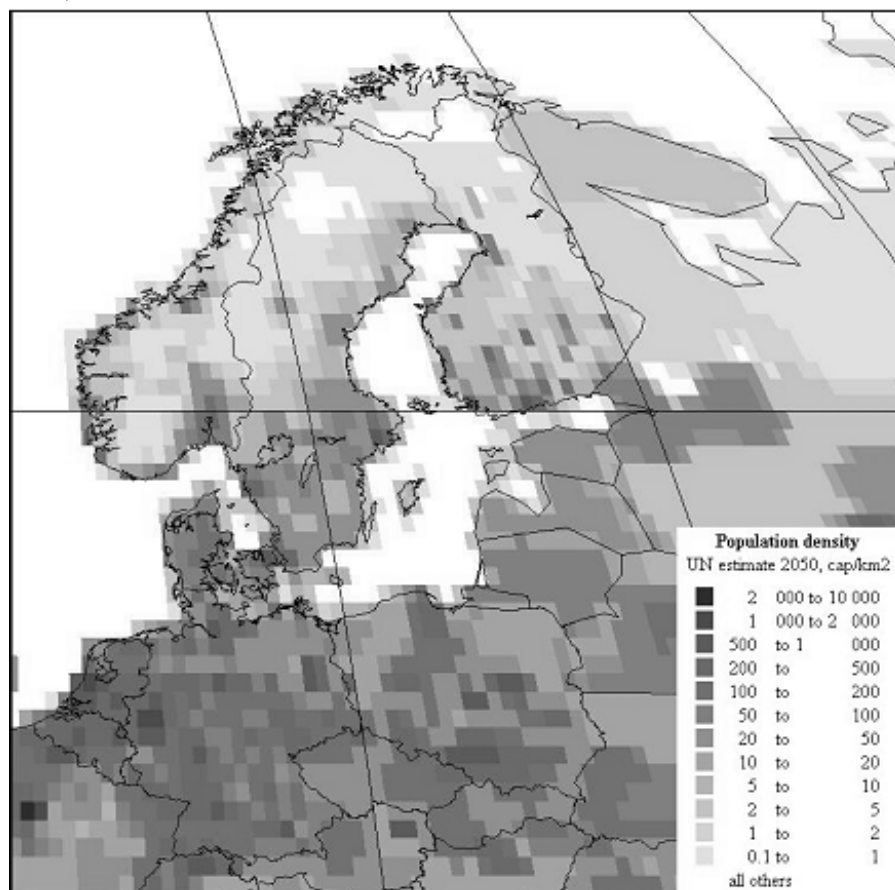 Population density
UN estimate 2050, cap/km2
2 000 to 10 000
1 000 to 2 000
500 to 1 000
200 to 500
100 to 200
50 to 100
20 to 50
10 to 20
5 to 10
2 to 5
1 to 2
0.1 to 1
all others